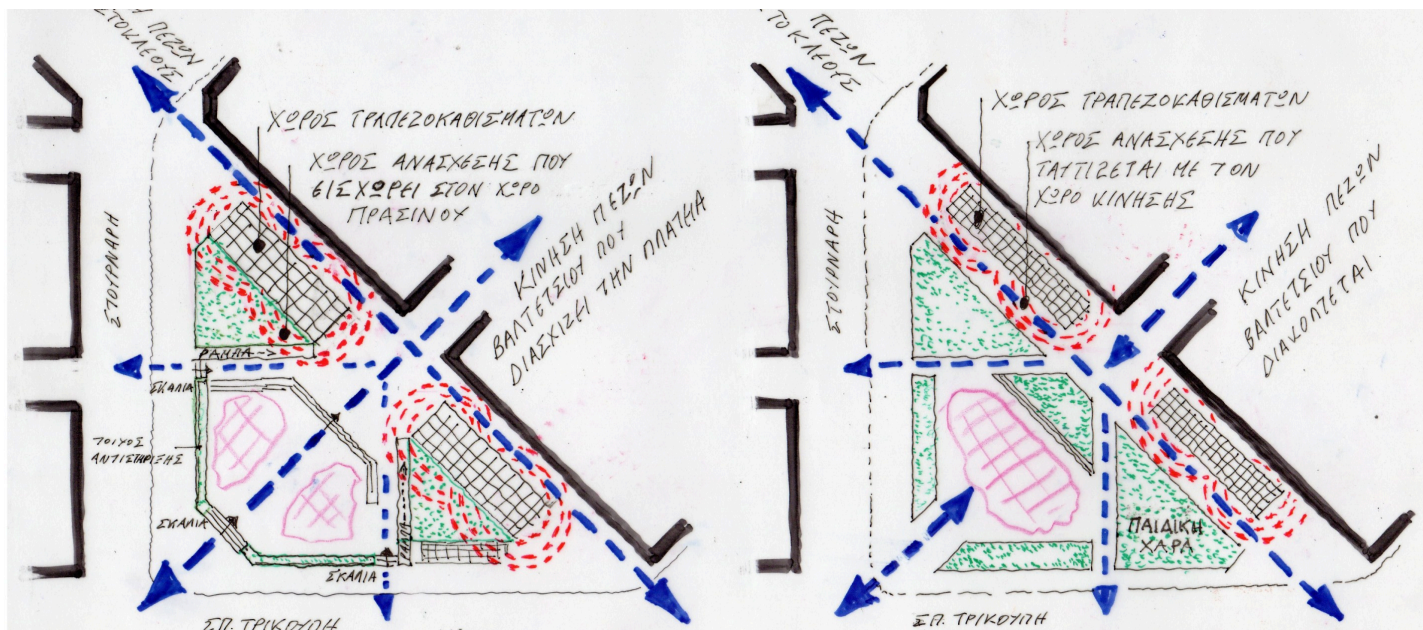 ΠΕΖΩΝ
ΣΤΟΚΛΕΟΥΣ
ΧΩΡΟΣ ΤΡΑΠΕΖΟΚΑΘΙΣΜΑΤΩΝ
ΧΩΡΟΣ ΑΝΑΣΧΕΣΗΣ ΠΟΥ
ΕΙΣΧΩΡΕΙ ΣΤΟΝ ΧΩΡΟ
ΠΡΑΣΙΝΟΥ
ΚΙΝΗΣΗ ΠΕΖΩΝ
ΒΑΛΤΕΤΣΙΟΥ ΠΟΥ
ΔΙΑΣΧΙΖΕΙ ΤΗΝ ΠΛΑΤΕΙΑ
ΣΤΟΥΡΝΑΡΗ
ΡΑΜΠΑ
ΣΚΑΛΙΑ
ΤΟΙΧΟΣ
ΑΝΤΙΣΤΗΡΙΞΗΣ
ΣΚΑΛΙΑ
ΡΑΜΠΑ
ΣΚΑΛΙΑ
ΣΠ. ΤΡΙΚΟΥΠΗ
ΠΕΖΩΝ
ΤΟΚΛΕΟΥΣ
ΧΩΡΟΣ ΤΡΑΠΕΖΟΚΑΘΙΣΜΑΤΩΝ
ΧΩΡΟΣ ΑΝΑΣΧΕΣΗΣ ΠΟΥ
ΤΑΥΤΙΖΕΤΑΙ ΜΕ ΤΟΝ
ΧΩΡΟ ΚΙΝΗΣΗΣ
ΚΙΝΗΣΗ ΠΕΖΩΝ
ΒΑΛΤΕΤΣΙΟΥ ΠΟΥ
ΔΙΑΚΟΠΤΕΤΑΙ
ΣΤΟΥΡΝΑΡΗ
ΠΑΙΔΙΚΗ
ΧΑΡΑ
ΣΠ. ΤΡΙΚΟΥΠΗ